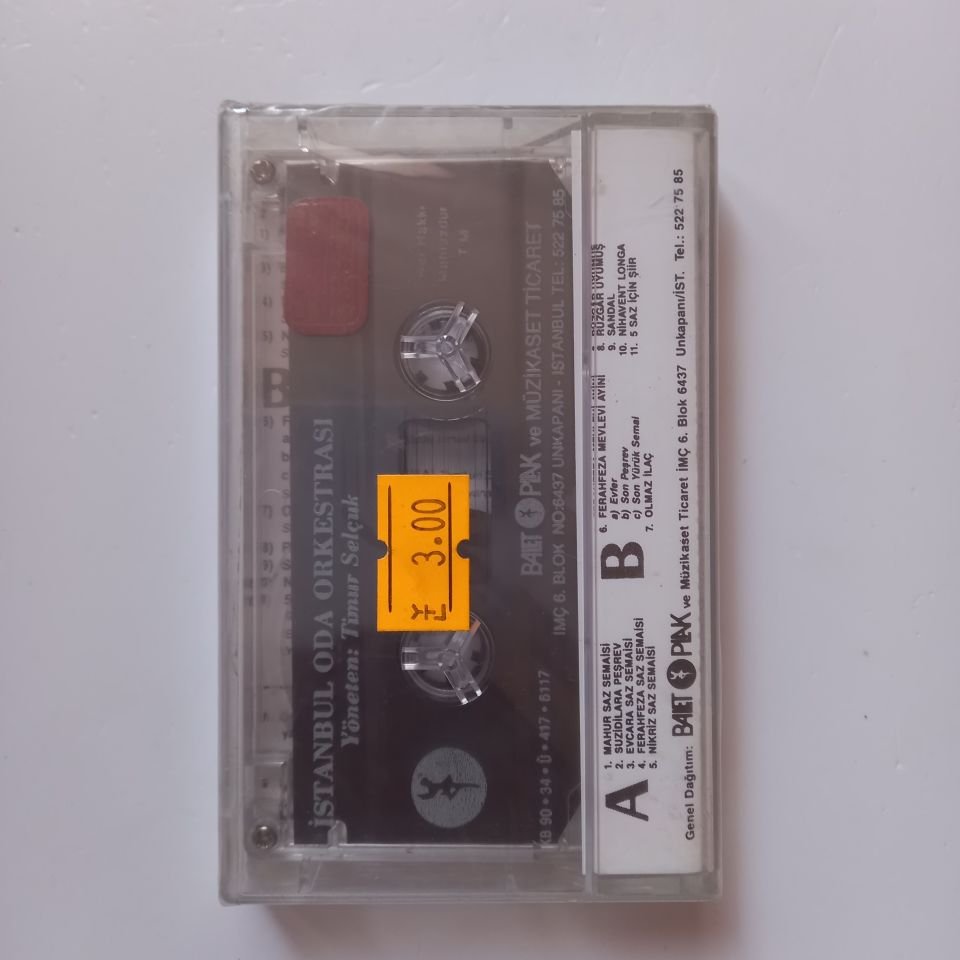 İSTANBUL ODA ORKESTRASI
Yöneten: Timur Selçuk
3.00
B
T.M
BALET PLAK ve MÜZİKASET TİCARET
İMÇ 6. BLOK NO:6437 UNKAPANI - İSTANBUL TEL: 522 75 85
KB 90 • 34 • Ü • 417 • 6117
A
1. MAHUR SAZ SEMAİSİ
2. SUZİDİLARA PEŞREV
3. EVCARA SAZ SEMAİSİ
4. FERAHFEZA SAZ SEMAİSİ
5. NİKRİZ SAZ SEMAİSİ
B
6. FERAHFEZA MEVLEVİ AYİNİ
a) Evfer
b) Son Peşrev
c) Son Yürük Semai
7. OLMAZ İLAÇ
8. RÜZGAR UYUMUŞ
9. SANDAL
10. NİHAVENT LONGA
11. 5 SAZ İÇİN ŞİİR
Genel Dağıtım: BALET PLAK ve Müzikaset Ticaret İMÇ 6. Blok 6437 Unkapanı/İST. Tel.: 522 75 85